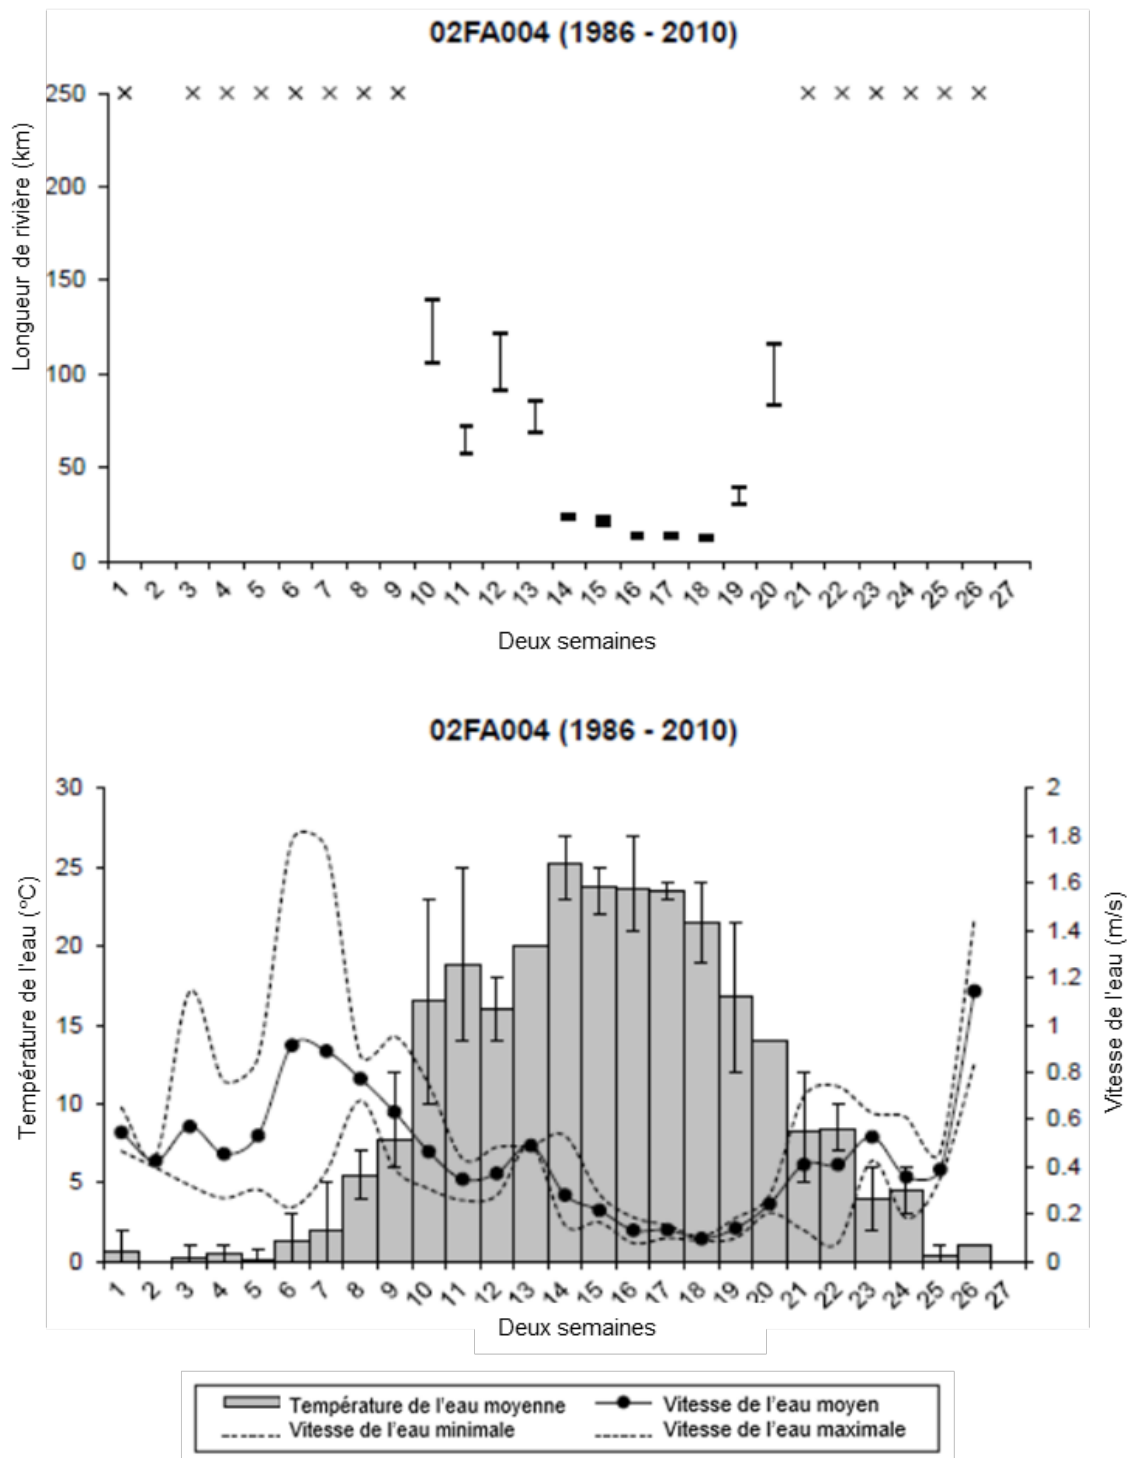 02FA004 (1986 - 2010)
Longueur de rivière (km)
250
200
150
100
50
0
1 2 3 4 5 6 7 8 9 10 11 12 13 14 15 16 17 18 19 20 21 22 23 24 25 26 27
Deux semaines
02FA004 (1986 - 2010)
Température de l'eau (°C)
30
25
20
15
10
5
0
2
1.8
1.6
1.4
1.2
1
0.8
0.6
0.4
0.2
0
Vitesse de l'eau (m/s)
1 2 3 4 5 6 7 8 9 10 11 12 13 14 15 16 17 18 19 20 21 22 23 24 25 26 27
Deux semaines
Température de l'eau moyenne
Vitesse de l'eau moyen
Vitesse de l'eau minimale
Vitesse de l'eau maximale